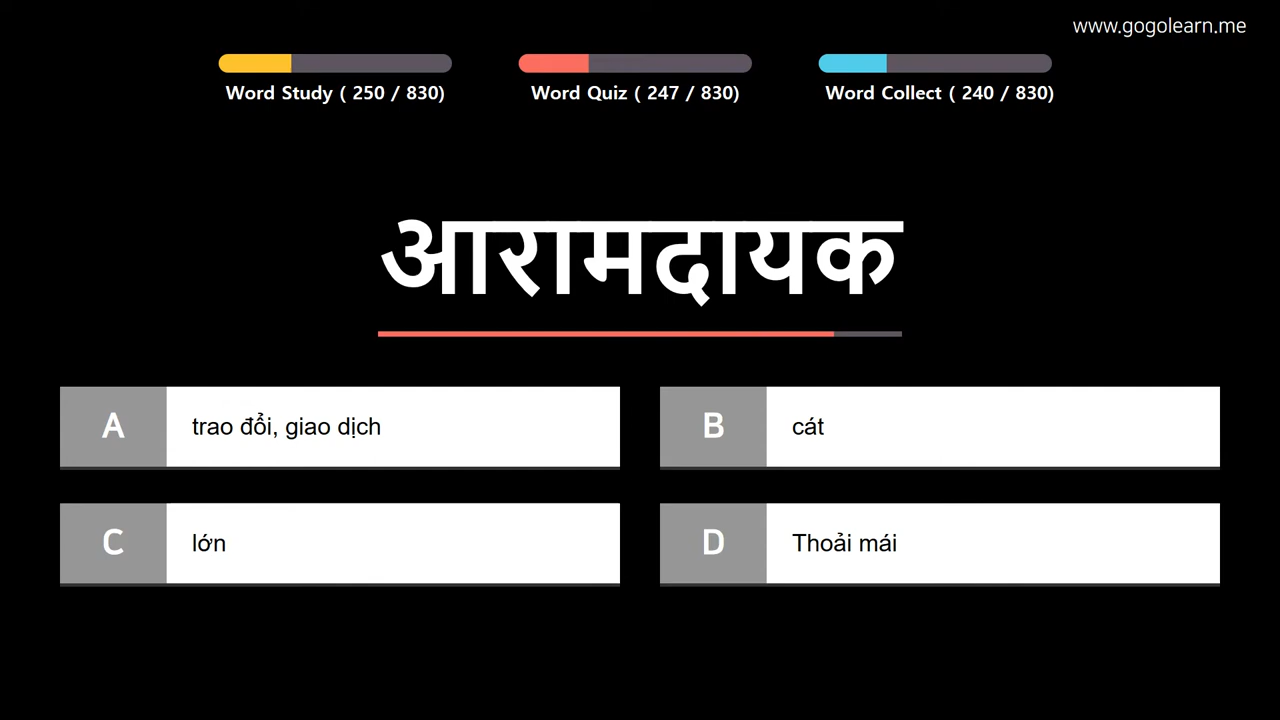 www.gogolearn.me
Word Study ( 250 / 830)
Word Quiz ( 247 / 830)
Word Collect ( 240 / 830)
आरामदायक
A trao đổi, giao dịch
B cát
C lớn
D Thoải mái